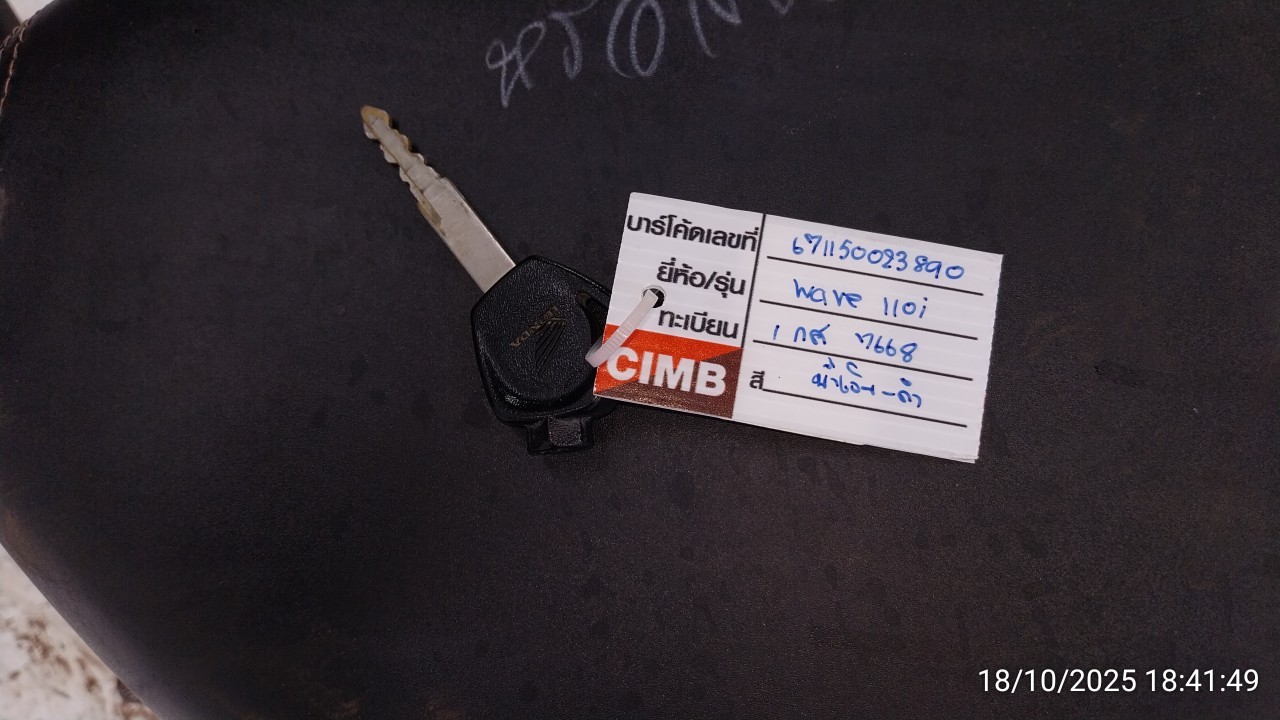 บาร์โค้ดเลขที่ 671150023890
ยี่ห้อ/รุ่น wave 110i
ทะเบียน 1 กศ 7668
CIMB สี น้ำเงิน-ดำ
HONDA
18/10/2025 18:41:49